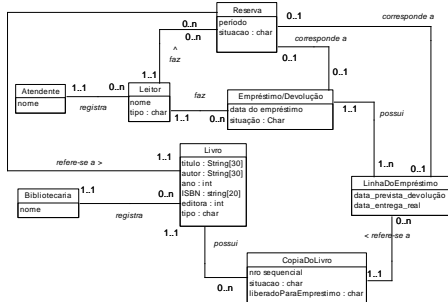 Reserva
período
situacao : char
0..n
0..1
corresponde a
0..n
0..1
corresponde a
^
faz
1..1
0..1
Atendente
nome
1..1
0..n
registra
Leitor
nome
tipo : char
faz
1..1
0..n
Empréstimo/Devolução
data do empréstimo
situação : Char
1..1
possui
refere-se a >
1..1
1..n
0..1
Livro
titulo : String[30]
autor : String[30]
ano : int
ISBN : string[20]
editora : int
tipo : char
LinhaDoEmpréstimo
data_prevista_devolução
data_entrega_real
Bibliotecaria
nome
1..1
0..n
registra
1..1
0..n
< refere-se a
possui
0..n
CopiaDoLivro
nro sequencial
situacao : char
liberadoParaEmprestimo : char
1..1